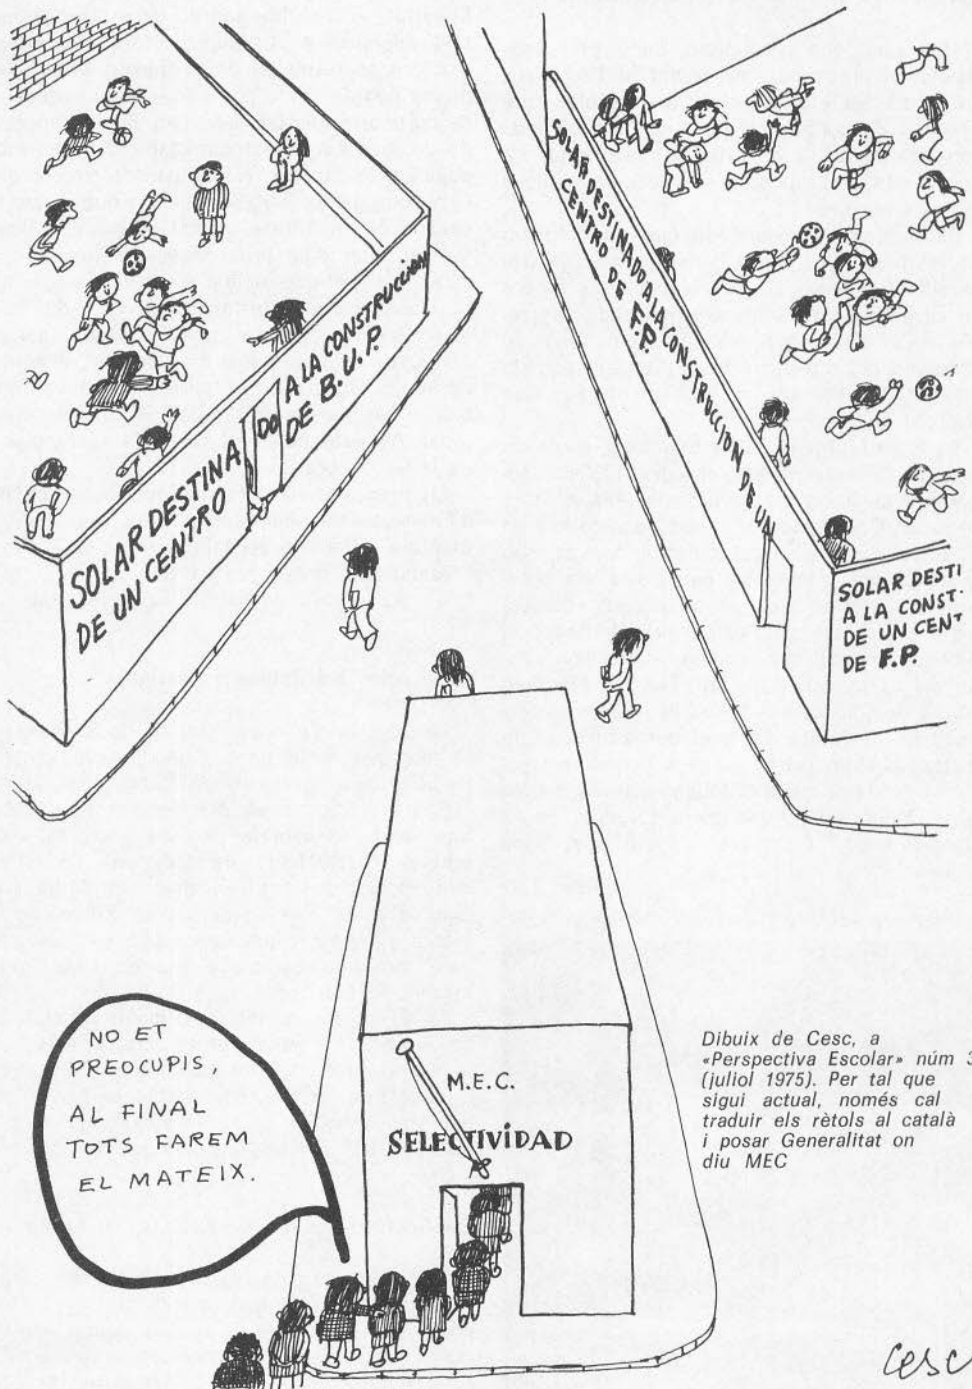 SOLAR DESTINA DO A LA CONSTRUCCION
DE UN CENTRO DE B.U.P.
SOLAR DESTINADO A LA CONSTRUCCION DE UN
CENTRO DE F.P.
SOLAR DESTI
A LA CONST.
DE UN CENT
DE F.P.
NO ET
PREOCUPIS,
AL FINAL
TOTS FAREM
EL MATEIX.
M.E.C.
SELECTIVIDAD
Dibuix de Cesc, a
«Perspectiva Escolar» núm 3
(juliol 1975). Per tal que
sigui actual, només cal
traduir els rètols al català
i posar Generalitat on
diu MEC
Cesc